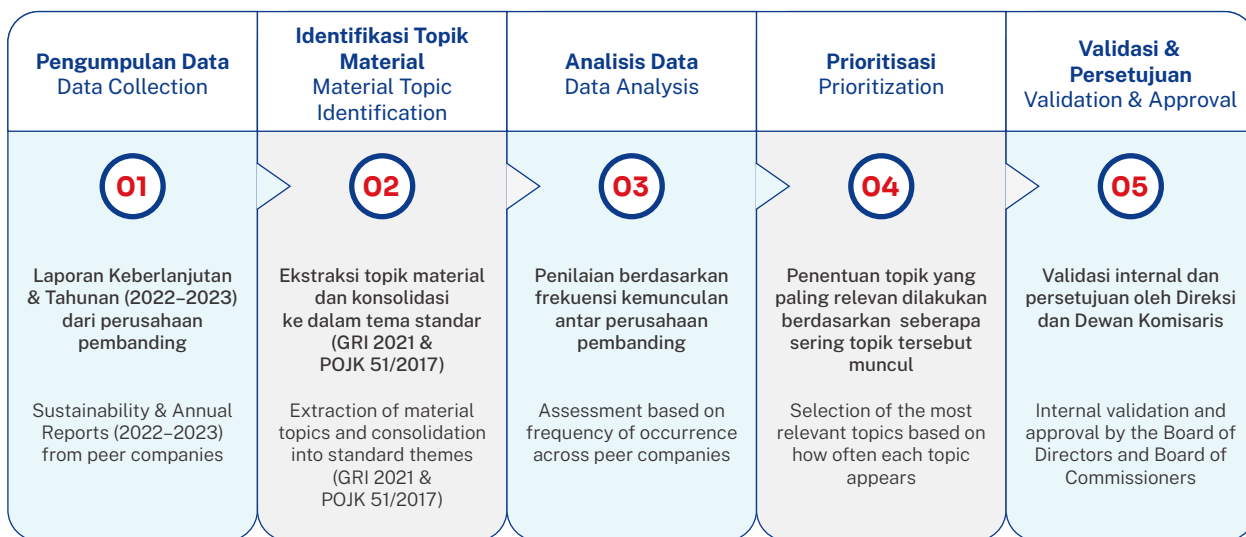 Pengumpulan Data
Data Collection
Identifikasi Topik
Material
Material Topic
Identification
Analisis Data
Data Analysis
Prioritisasi
Prioritization
Validasi &
Persetujuan
Validation & Approval
01
02
03
04
05
Laporan Keberlanjutan
& Tahunan (2022–2023)
dari perusahaan
pembanding
Sustainability & Annual
Reports (2022–2023)
from peer companies
Ekstraksi topik material
dan konsolidasi
ke dalam tema standar
(GRI 2021 &
POJK 51/2017)
Extraction of material
topics and consolidation
into standard themes
(GRI 2021 &
POJK 51/2017)
Penilaian berdasarkan
frekuensi kemunculan
antar perusahaan
pembanding
Assessment based on
frequency of occurrence
across peer companies
Penentuan topik yang
paling relevan dilakukan
berdasarkan seberapa
sering topik tersebut
muncul
Selection of the most
relevant topics based on
how often each topic
appears
Validasi internal dan
persetujuan oleh Direksi
dan Dewan Komisaris
Internal validation and
approval by the Board of
Directors and Board of
Commissioners